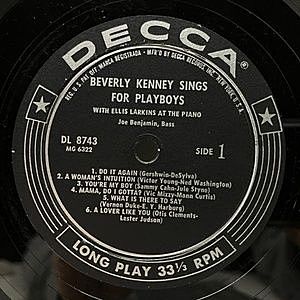 DECCA
REG. U.S. PAT. OFF. MARCA REGISTRADA • MF'D BY DECCA RECORDS, INC., NEW YORK, U.S.A.
BEVERLY KENNEY SINGS
FOR PLAYBOYS
WITH ELLIS LARKINS AT THE PIANO
Joe Benjamin, Bass
DL 8743
MG 6322
SIDE 1
1. DO IT AGAIN (Gershwin-DeSylva)
2. A WOMAN'S INTUITION (Victor Young-Ned Washington)
3. YOU'RE MY BOY (Sammy Cahn-Jule Styne)
4. MAMA, DO I GOTTA? (Vic Mizzy-Mann Curtis)
5. WHAT IS THERE TO SAY
(Vernon Duke-E. Y. Harburg)
6. A LOVER LIKE YOU (Otis Clements-
Lester Judson)
LONG PLAY 33⅓ RPM